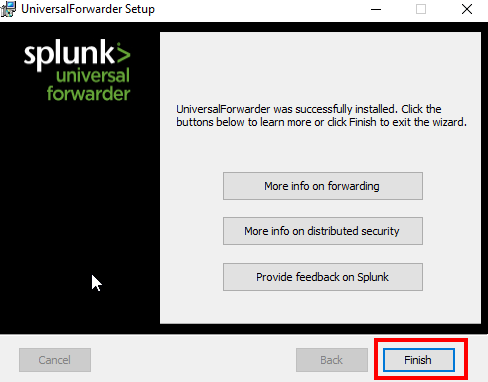 UniversalForwarder Setup
splunk>
universal
forwarder
UniversalForwarder was successfully installed. Click the
buttons below to learn more or click Finish to exit the wizard.
More info on forwarding
More info on distributed security
Provide feedback on Splunk
Cancel
Back
Finish